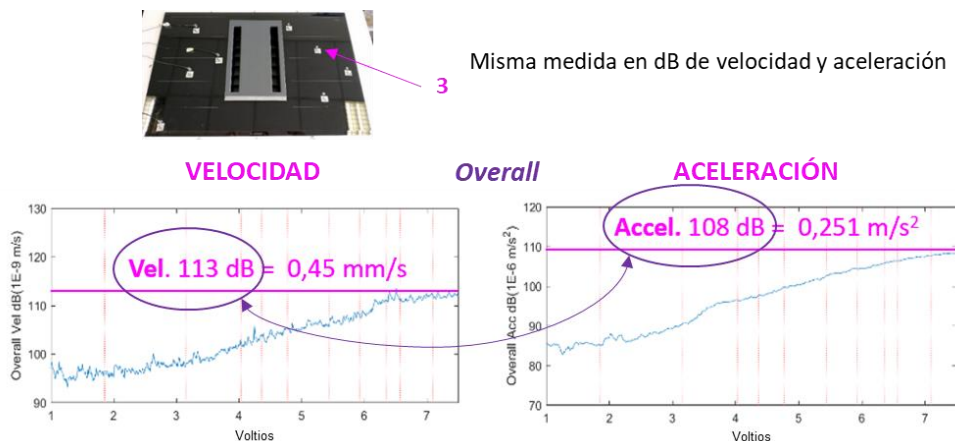 Misma medida en dB de velocidad y aceleración
3
VELOCIDAD
Overall
ACELERACIÓN
130
120
110
100
90
Overall Vel dB(1E-9 m/s)
Vel. 113 dB = 0,45 mm/s
1 2 3 4 5 6 7
Voltios
120
110
100
90
80
70
Overall Acc dB(1E-6 m/s²)
Accel. 108 dB = 0,251 m/s²
1 2 3 4 5 6 7
Voltios